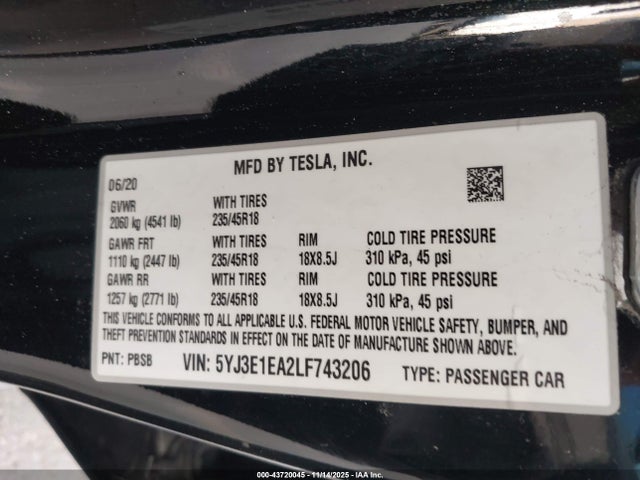 MFD BY TESLA, INC.
06/20
GVWR WITH TIRES
2060 kg (4541 lb) 235/45R18
GAWR FRT WITH TIRES RIM COLD TIRE PRESSURE
1110 kg (2447 lb) 235/45R18 18X8.5J 310 kPa, 45 psi
GAWR RR WITH TIRES RIM COLD TIRE PRESSURE
1257 kg (2771 lb) 235/45R18 18X8.5J 310 kPa, 45 psi
THIS VEHICLE CONFORMS TO ALL APPLICABLE U.S. FEDERAL MOTOR VEHICLE SAFETY, BUMPER, AND
THEFT PREVENTION STANDARDS IN EFFECT ON THE DATE OF MANUFACTURE SHOWN ABOVE.
PNT: PBSB VIN: 5YJ3E1EA2LF743206 TYPE: PASSENGER CAR
000-43720045 - 11/14/2025 - IAAI.COM